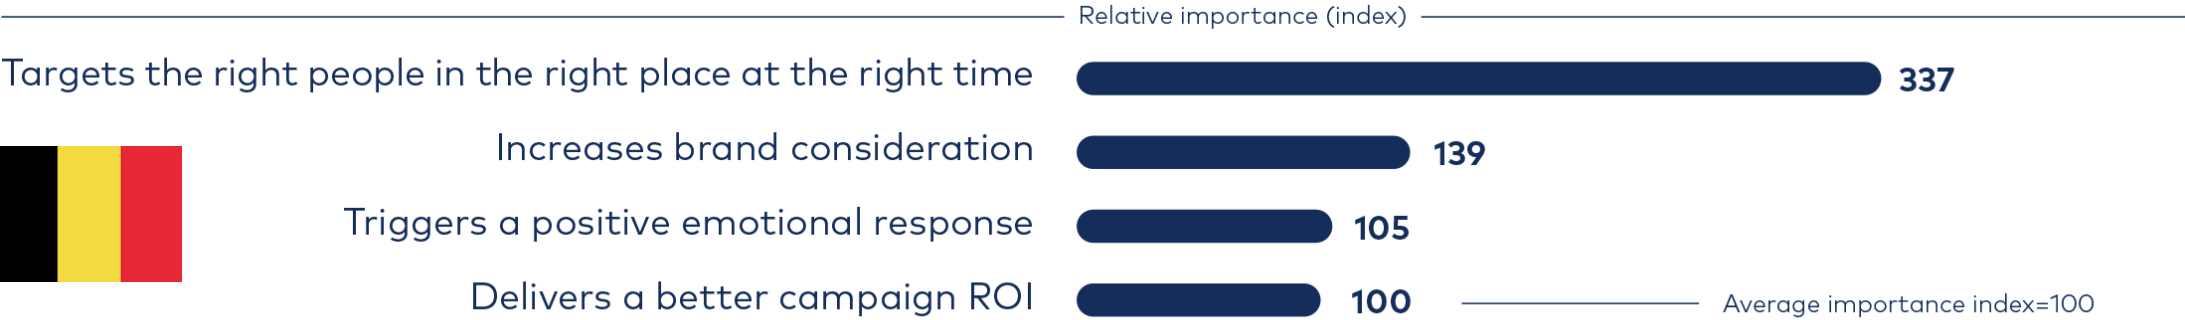 Relative importance (index)
Targets the right people in the right place at the right time 337
Increases brand consideration 139
Triggers a positive emotional response 105
Delivers a better campaign ROI 100 Average importance index=100